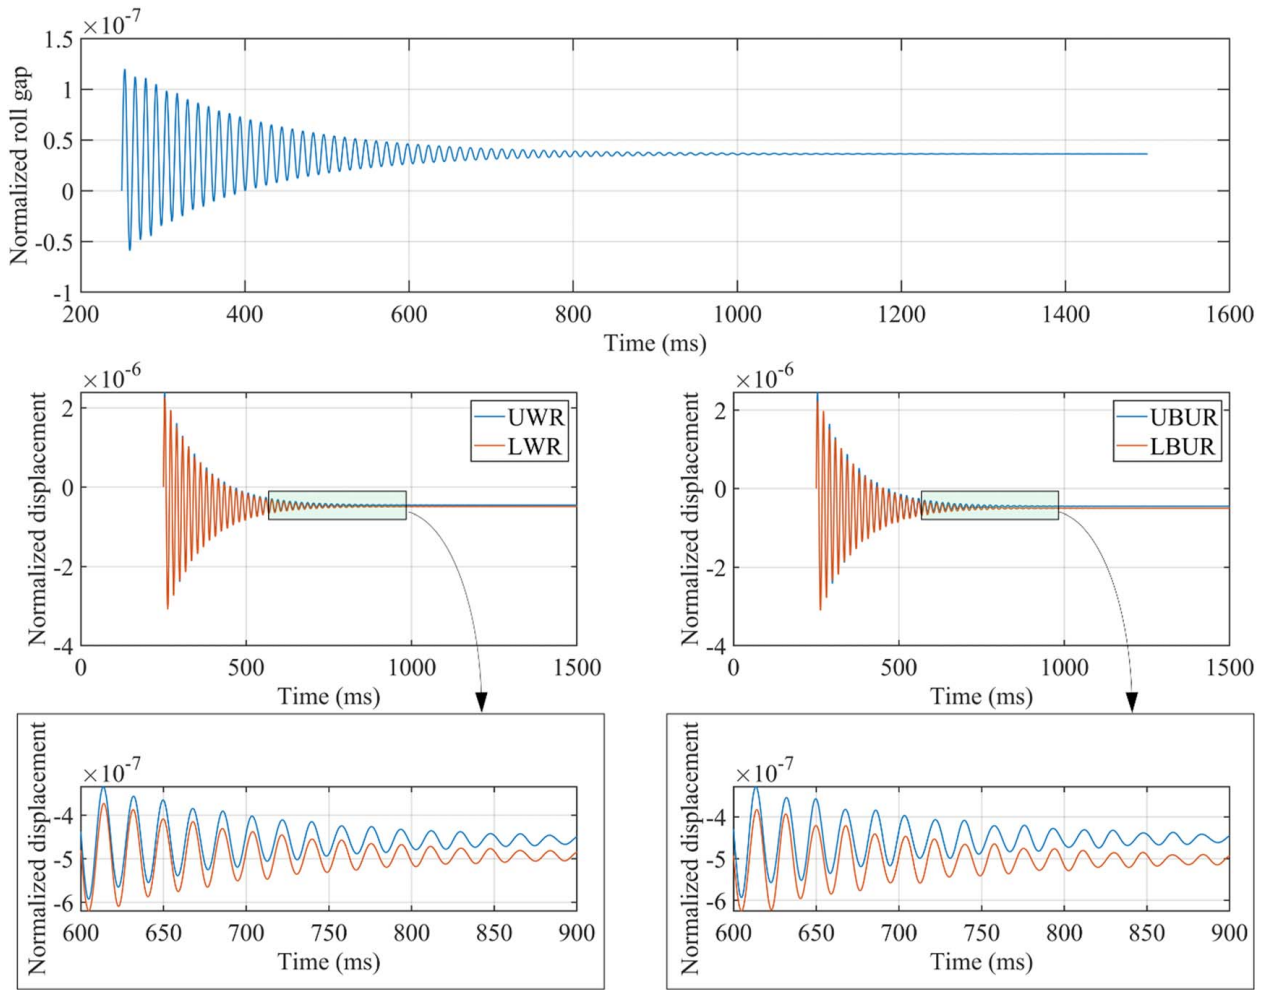 ×10⁻⁷
Normalized roll gap
1.5
1
0.5
0
-0.5
-1
200 400 600 800 1000 1200 1400 1600
Time (ms)
×10⁻⁶
Normalized displacement
2
0
-2
-4
UWR
LWR
0 500 1000 1500
Time (ms)
×10⁻⁶
Normalized displacement
2
0
-2
-4
UBUR
LBUR
0 500 1000 1500
Time (ms)
×10⁻⁷
Normalized displacement
-4
-5
-6
600 650 700 750 800 850 900
Time (ms)
×10⁻⁷
Normalized displacement
-4
-5
-6
600 650 700 750 800 850 900
Time (ms)